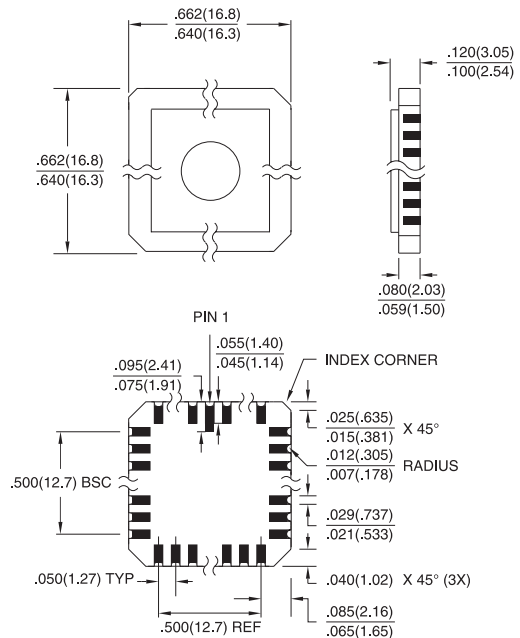 .662(16.8)
.640(16.3)
.120(3.05)
.100(2.54)
.662(16.8)
.640(16.3)
.080(2.03)
.059(1.50)
PIN 1
.055(1.40)
.045(1.14)
INDEX CORNER
.095(2.41)
.075(1.91)
.025(.635)
.015(.381)
X 45°
.012(.305)
.007(.178)
RADIUS
.500(12.7) BSC
.029(.737)
.021(.533)
.050(1.27) TYP
.040(1.02) X 45° (3X)
.085(2.16)
.065(1.65)
.500(12.7) REF